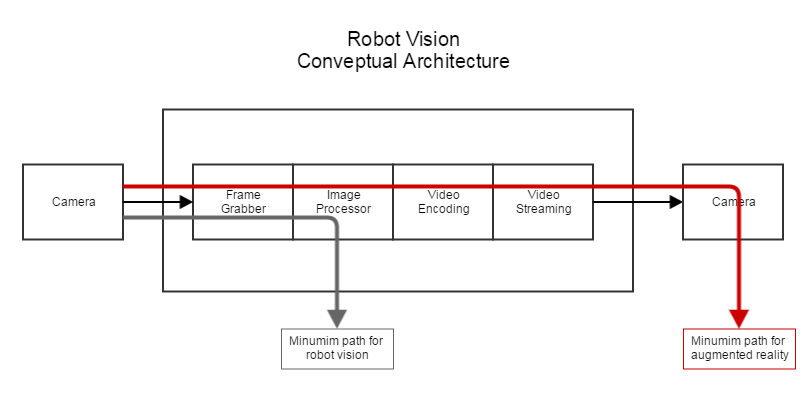 Robot Vision
Conveptual Architecture
Camera
Frame
Grabber
Image
Processor
Video
Encoding
Video
Streaming
Camera
Minumim path for
robot vision
Minumim path for
augmented reality